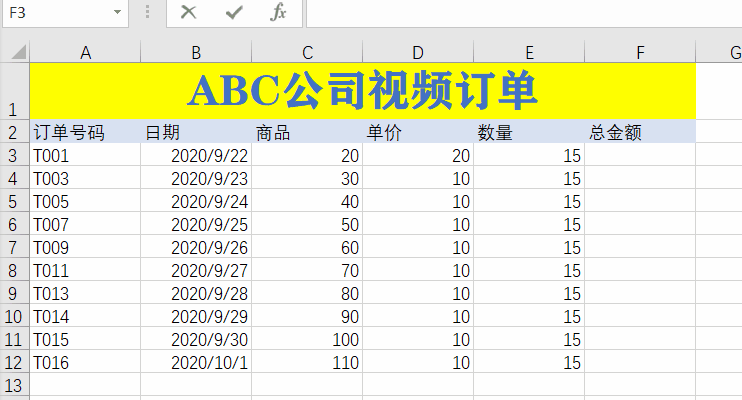 F3 fx
A B C D E F G
1 ABC公司视频订单
2 订单号码 日期 商品 单价 数量 总金额
3 T001 2020/9/22 20 20 15
4 T003 2020/9/23 30 10 15
5 T005 2020/9/24 40 10 15
6 T007 2020/9/25 50 10 15
7 T009 2020/9/26 60 10 15
8 T011 2020/9/27 70 10 15
9 T013 2020/9/28 80 10 15
10 T014 2020/9/29 90 10 15
11 T015 2020/9/30 100 10 15
12 T016 2020/10/1 110 10 15
13